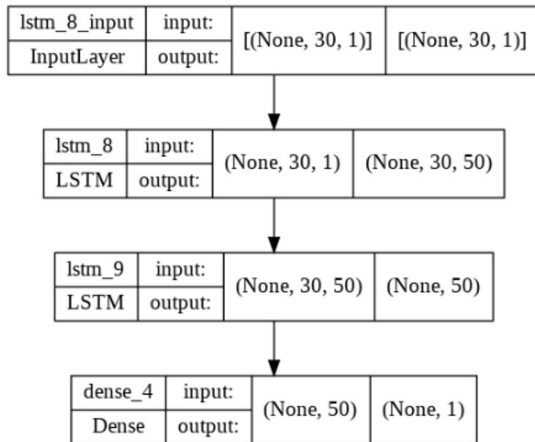 lstm_8_input input: [(None, 30, 1)] [(None, 30, 1)]
InputLayer output:
lstm_8 input: (None, 30, 1) (None, 30, 50)
LSTM output:
lstm_9 input: (None, 30, 50) (None, 50)
LSTM output:
dense_4 input: (None, 50) (None, 1)
Dense output: